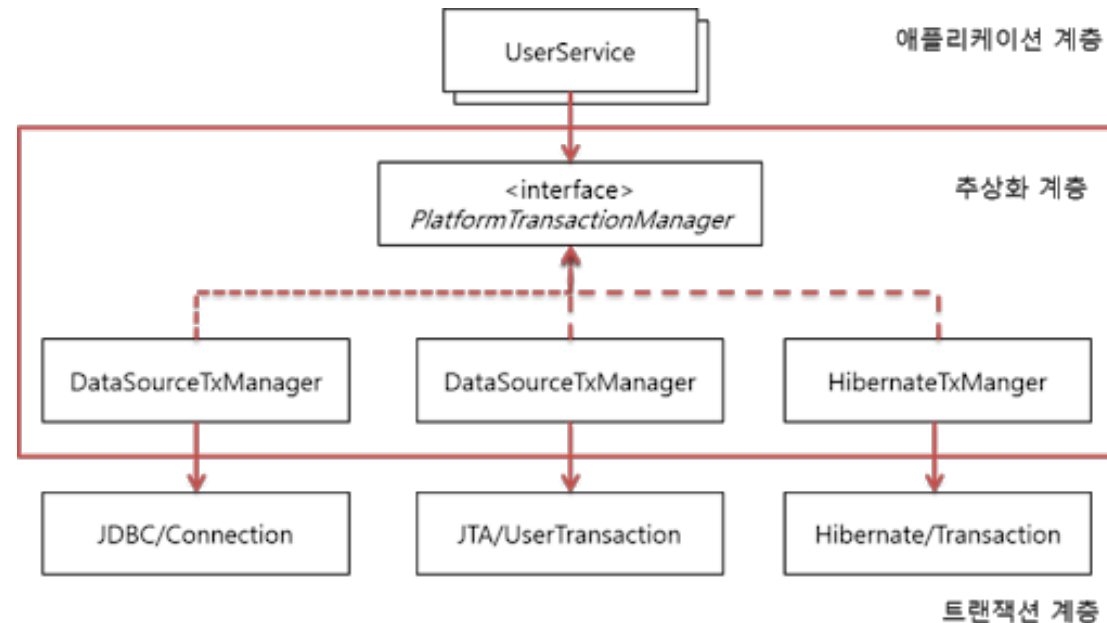 UserService
애플리케이션 계층
<interface>
PlatformTransactionManager
추상화 계층
DataSourceTxManager
DataSourceTxManager
HibernateTxManger
JDBC/Connection
JTA/UserTransaction
Hibernate/Transaction
트랜잭션 계층